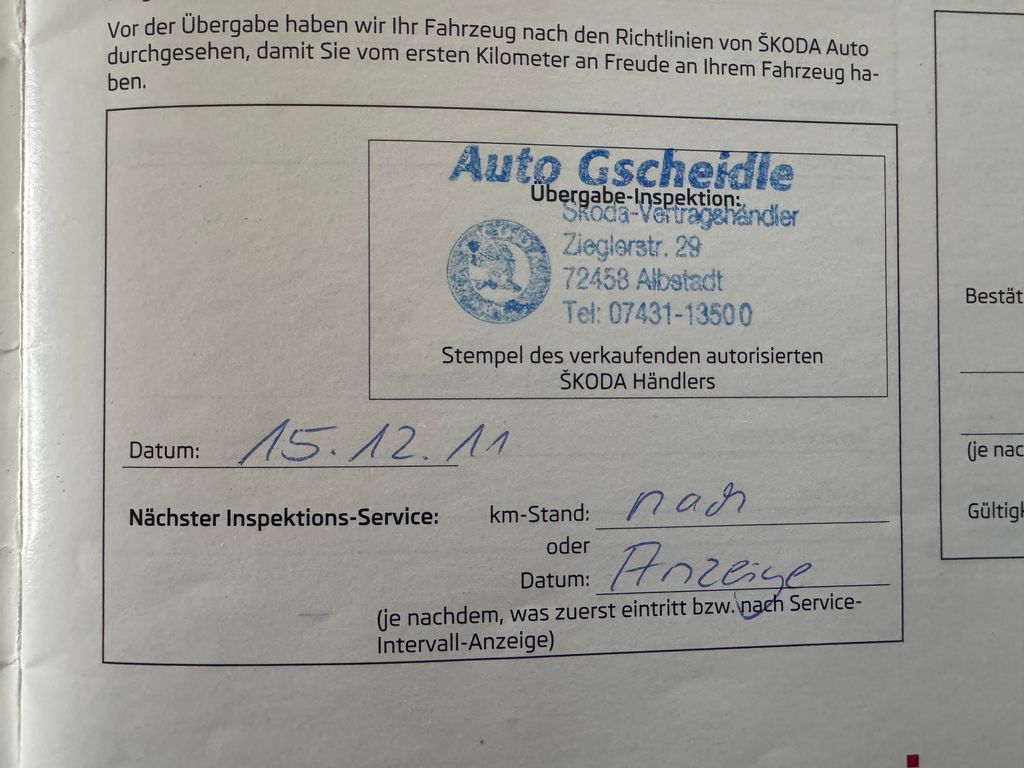 Vor der Übergabe haben wir Ihr Fahrzeug nach den Richtlinien von ŠKODA Auto
durchgesehen, damit Sie vom ersten Kilometer an Freude an Ihrem Fahrzeug ha-
ben.
Auto Gscheidle
Übergabe-Inspektion:
Skoda-Vertragshändler
Zieglerstr. 29
72458 Albstadt
Tel: 07431-13500
Stempel des verkaufenden autorisierten
ŠKODA Händlers
Datum: 15.12.11
Nächster Inspektions-Service: km-Stand: nach
oder
Datum: Anzeige
(je nachdem, was zuerst eintritt bzw. nach Service-
Intervall-Anzeige)
Bestät
(je nac
Gültigk